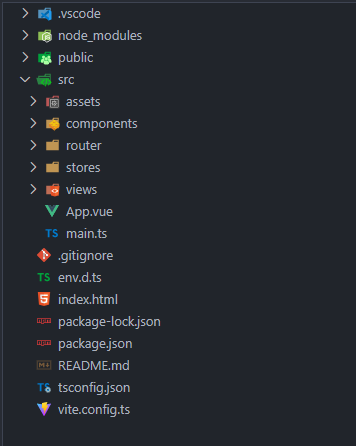 .vscode
node_modules
public
src
assets
components
router
stores
views
App.vue
TS main.ts
.gitignore
TS env.d.ts
index.html
package-lock.json
package.json
README.md
TS tsconfig.json
vite.config.ts